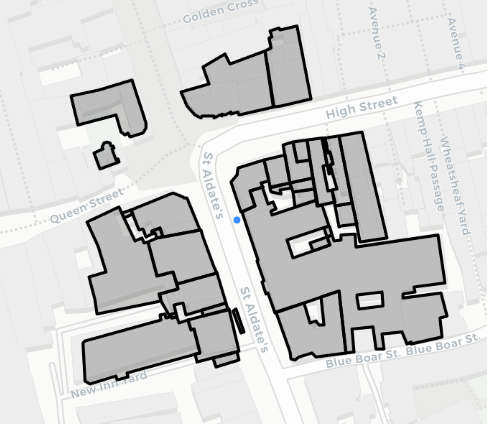 Golden Cross
Avenue 2
Avenue 4
High Street
Kemp Hall Passage
Wheatsheaf Yard
St Aldate's
Queen Street
St Aldate's
Blue Boar St.
Blue Boar St.
New Inn Yard